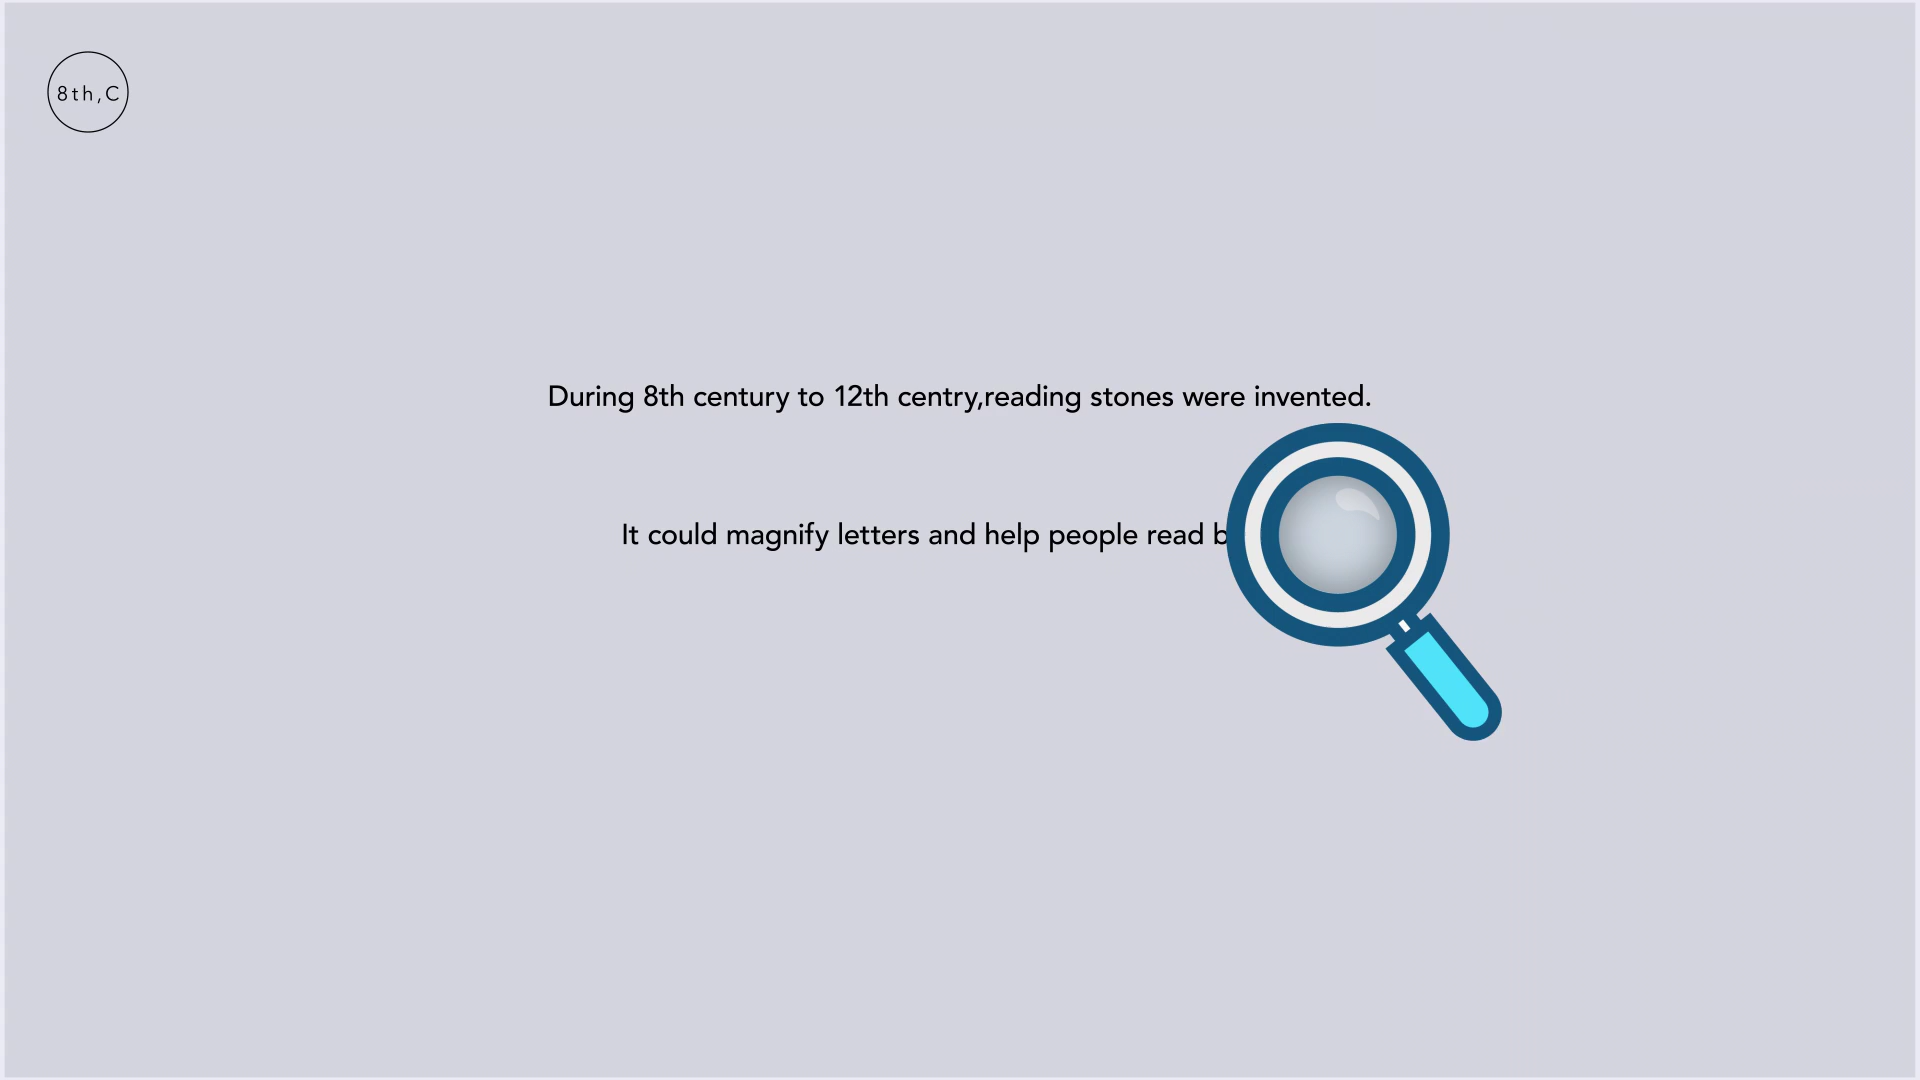 8th,C
During 8th century to 12th centry,reading stones were invented.
It could magnify letters and help people read